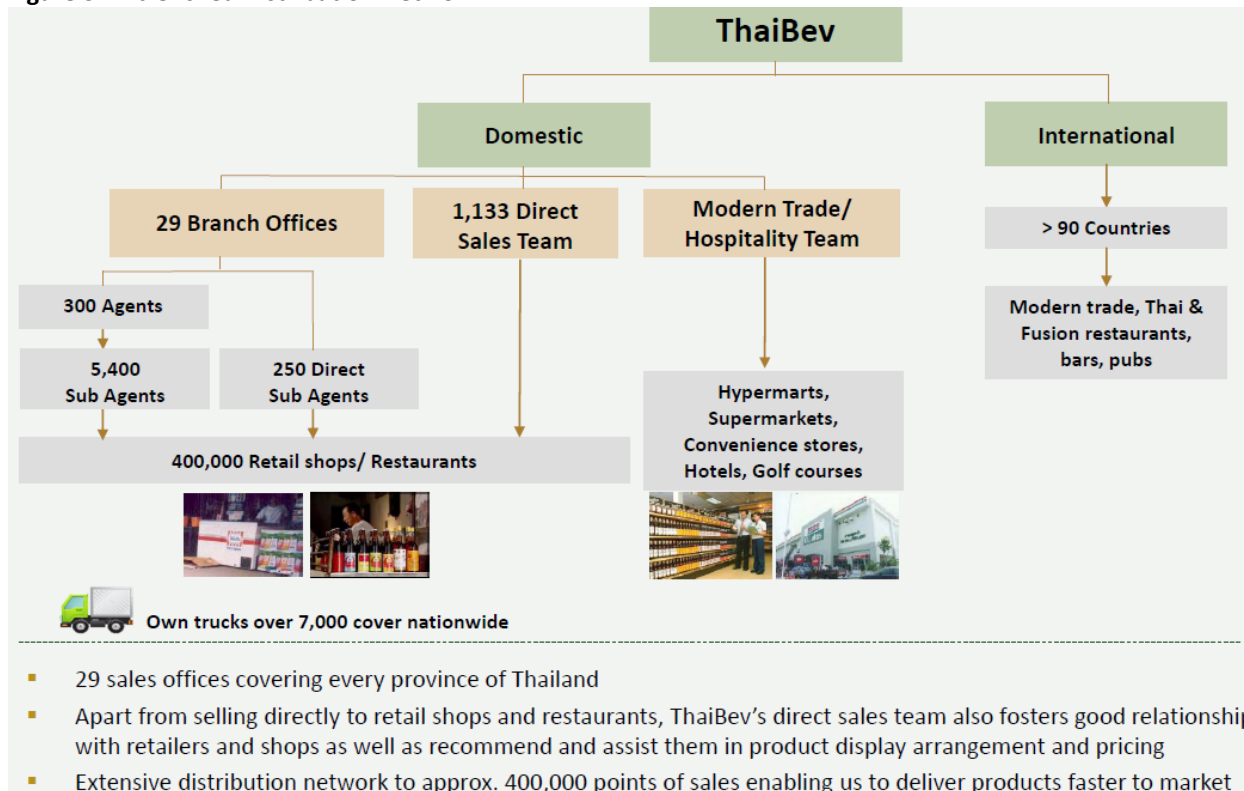 ThaiBev
Domestic
International
29 Branch Offices
1,133 Direct
Sales Team
Modern Trade/
Hospitality Team
> 90 Countries
300 Agents
Modern trade, Thai &
Fusion restaurants,
bars, pubs
5,400
Sub Agents
250 Direct
Sub Agents
Hypermarts,
Supermarkets,
Convenience stores,
Hotels, Golf courses
400,000 Retail shops/ Restaurants
Own trucks over 7,000 cover nationwide
▪ 29 sales offices covering every province of Thailand
▪ Apart from selling directly to retail shops and restaurants, ThaiBev’s direct sales team also fosters good relationship
with retailers and shops as well as recommend and assist them in product display arrangement and pricing
▪ Extensive distribution network to approx. 400,000 points of sales enabling us to deliver products faster to market